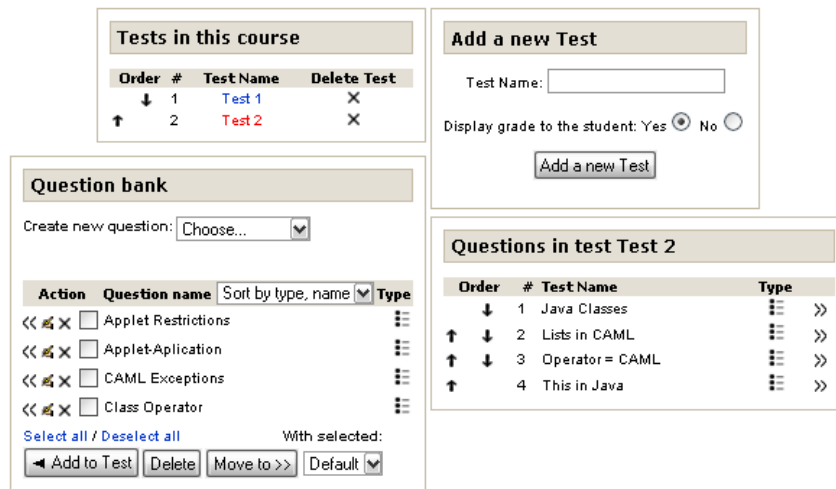 Tests in this course
Order # Test Name Delete Test
1 Test 1
2 Test 2
Add a new Test
Test Name:
Display grade to the student: Yes No
Add a new Test
Question bank
Create new question: Choose...
Action Question name Sort by type, name Type
Applet Restrictions
Applet-Aplication
CAML Exceptions
Class Operator
Select all / Deselect all With selected:
Add to Test Delete Move to >> Default
Questions in test Test 2
Order # Test Name Type
1 Java Classes >>
2 Lists in CAML >>
3 Operator = CAML >>
4 This in Java >>